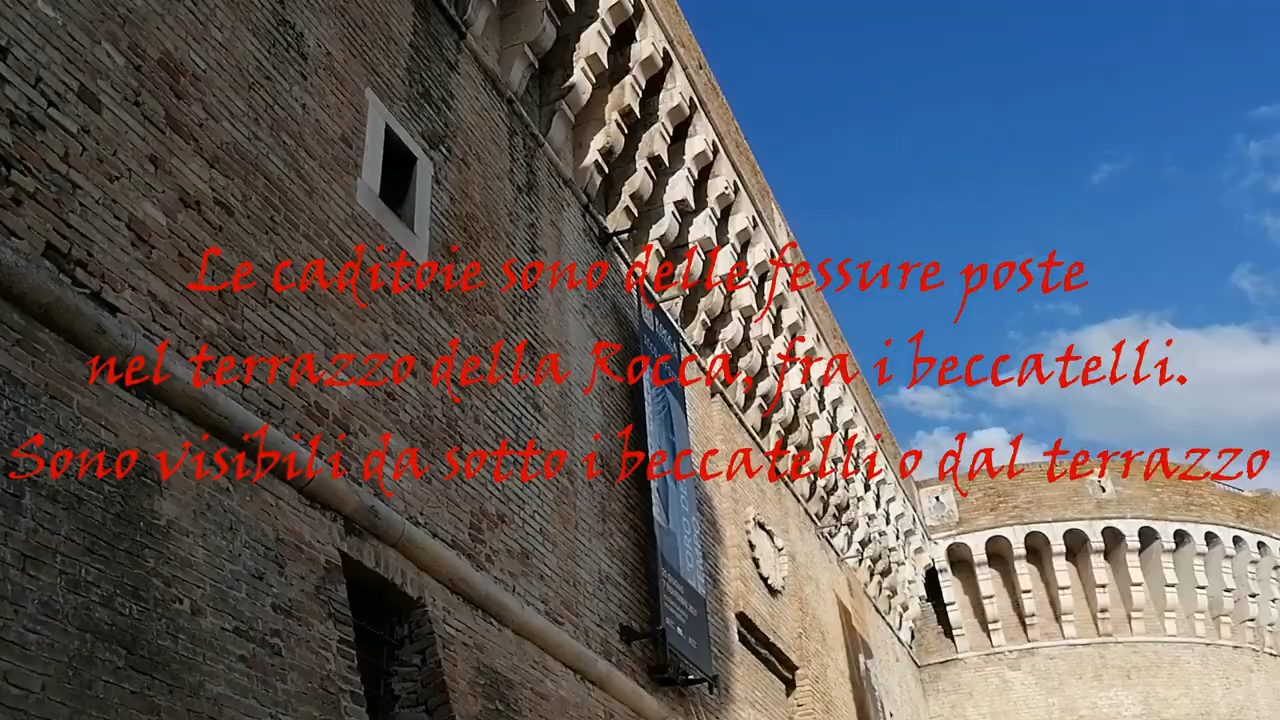 Le caditoie sono delle fessure poste
nel terrazzo della Rocca, fra i beccatelli.
Sono visibili da sotto i beccatelli o dal terrazzo